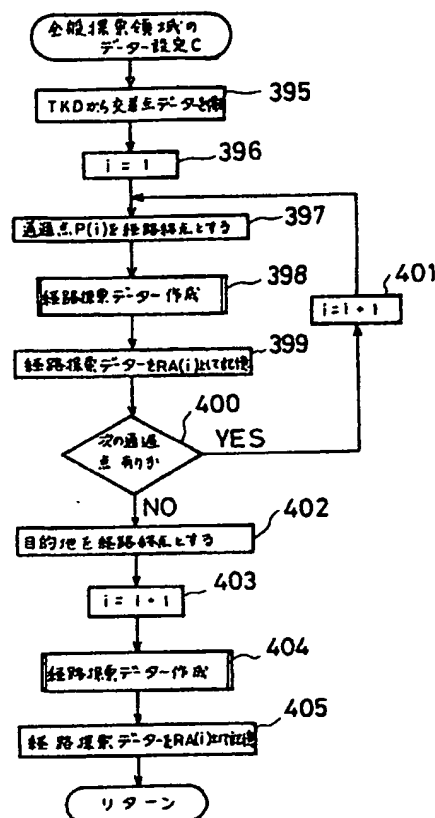 全般探索領域の
データー設定C
TKDから交差点データを
395
i = 1
396
通過点P(i)を経路終点とする
397
経路探索データー作成
398
401
i=i+1
経路探索データーをRA(i)として記憶
399
400
次の通過
点ありか
YES
NO
目的地を経路終点とする
402
i = i + 1
403
経路探索データー作成
404
経路探索データーをRA(i)として記憶
405
リターン